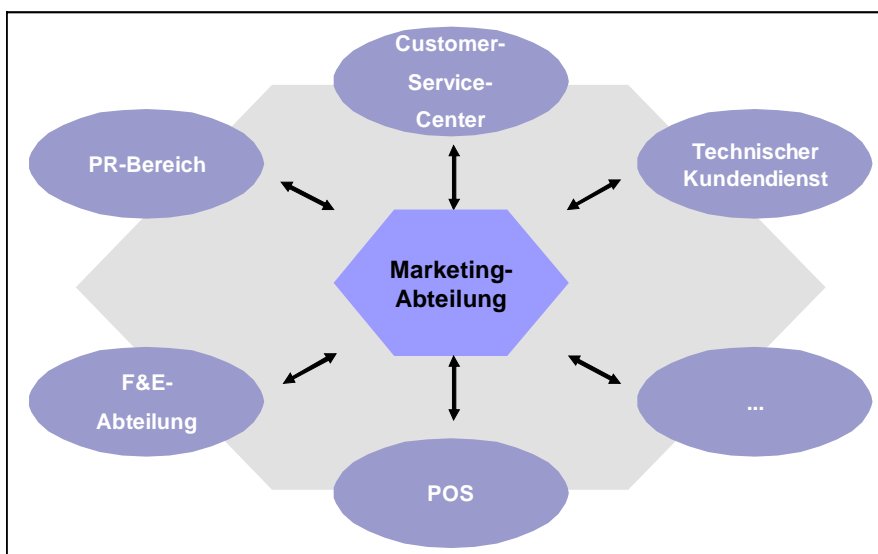 Customer-
Service-
Center
PR-Bereich
Technischer
Kundendienst
Marketing-
Abteilung
F&E-
Abteilung
...
POS